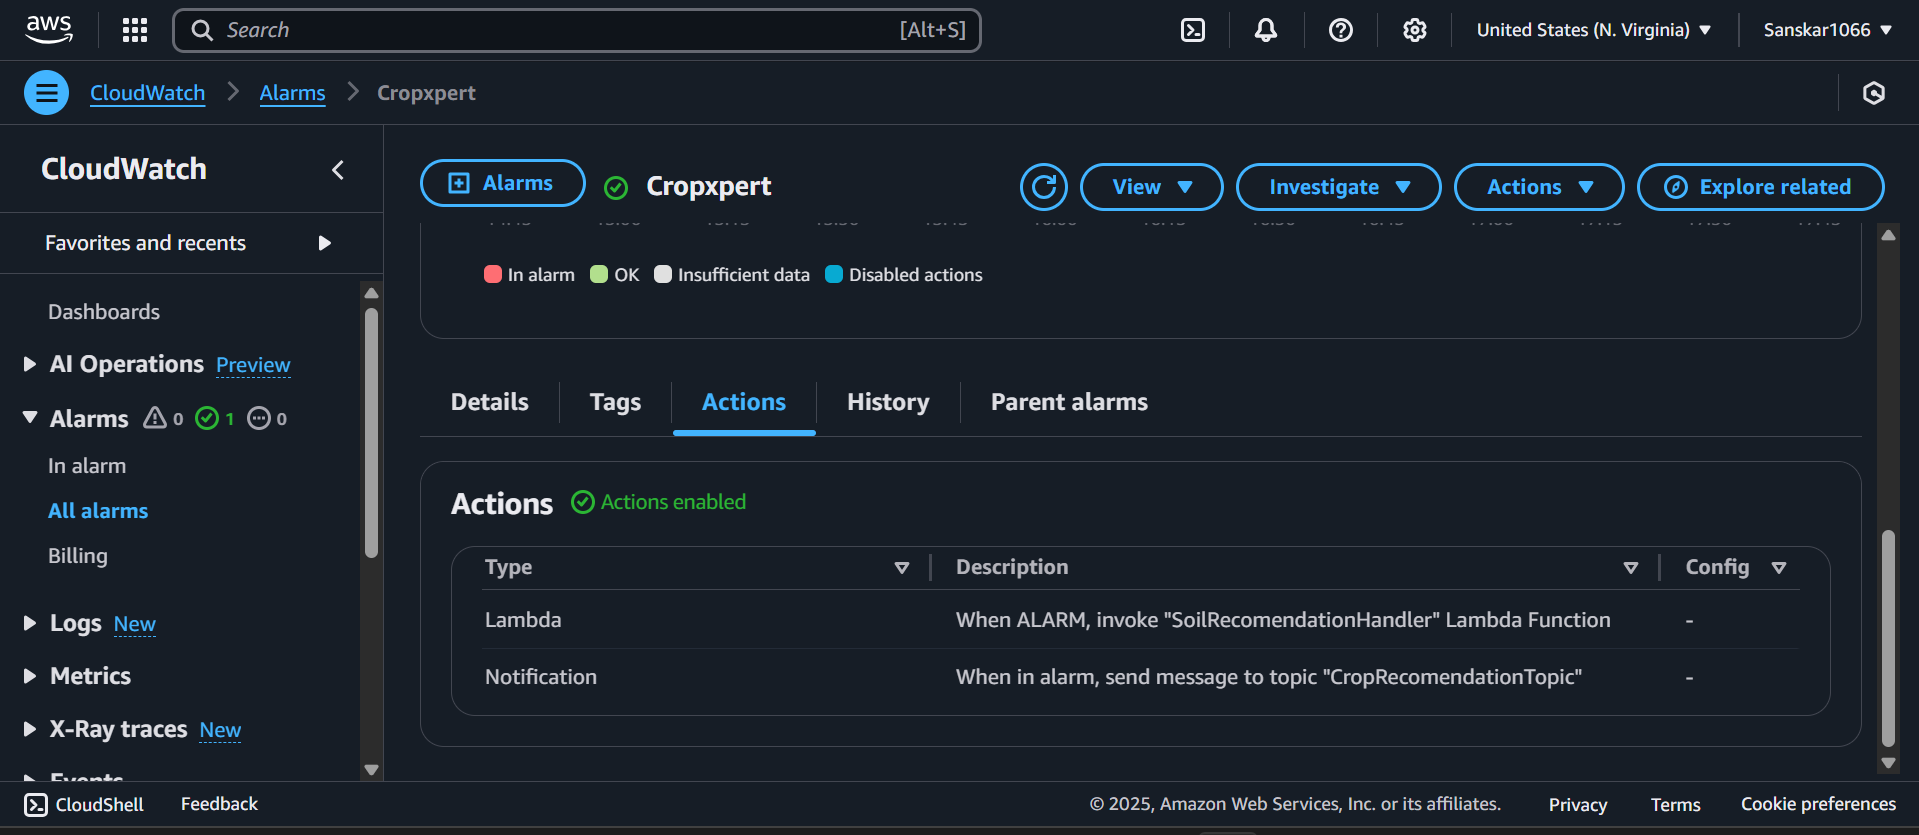 aws
Search [Alt+S]
United States (N. Virginia)
Sanskar1066
CloudWatch
Alarms
Cropxpert
CloudWatch
Favorites and recents
Dashboards
AI Operations Preview
Alarms 0 1 0
In alarm
All alarms
Billing
Logs New
Metrics
X-Ray traces New
Events
Alarms
Cropxpert
View
Investigate
Actions
Explore related
In alarm OK Insufficient data Disabled actions
Details Tags Actions History Parent alarms
Actions Actions enabled
Type Description Config
Lambda When ALARM, invoke "SoilRecomendationHandler" Lambda Function -
Notification When in alarm, send message to topic "CropRecomendationTopic" -
CloudShell Feedback © 2025, Amazon Web Services, Inc. or its affiliates. Privacy Terms Cookie preferences